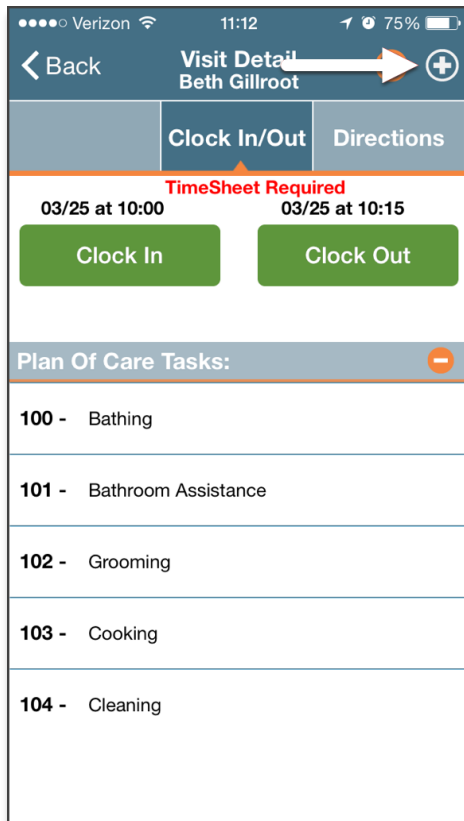 Verizon 11:12 75%
Back
Visit Detail
Beth Gillroot
Clock In/Out Directions
TimeSheet Required
03/25 at 10:00 03/25 at 10:15
Clock In Clock Out
Plan Of Care Tasks:
100 - Bathing
101 - Bathroom Assistance
102 - Grooming
103 - Cooking
104 - Cleaning